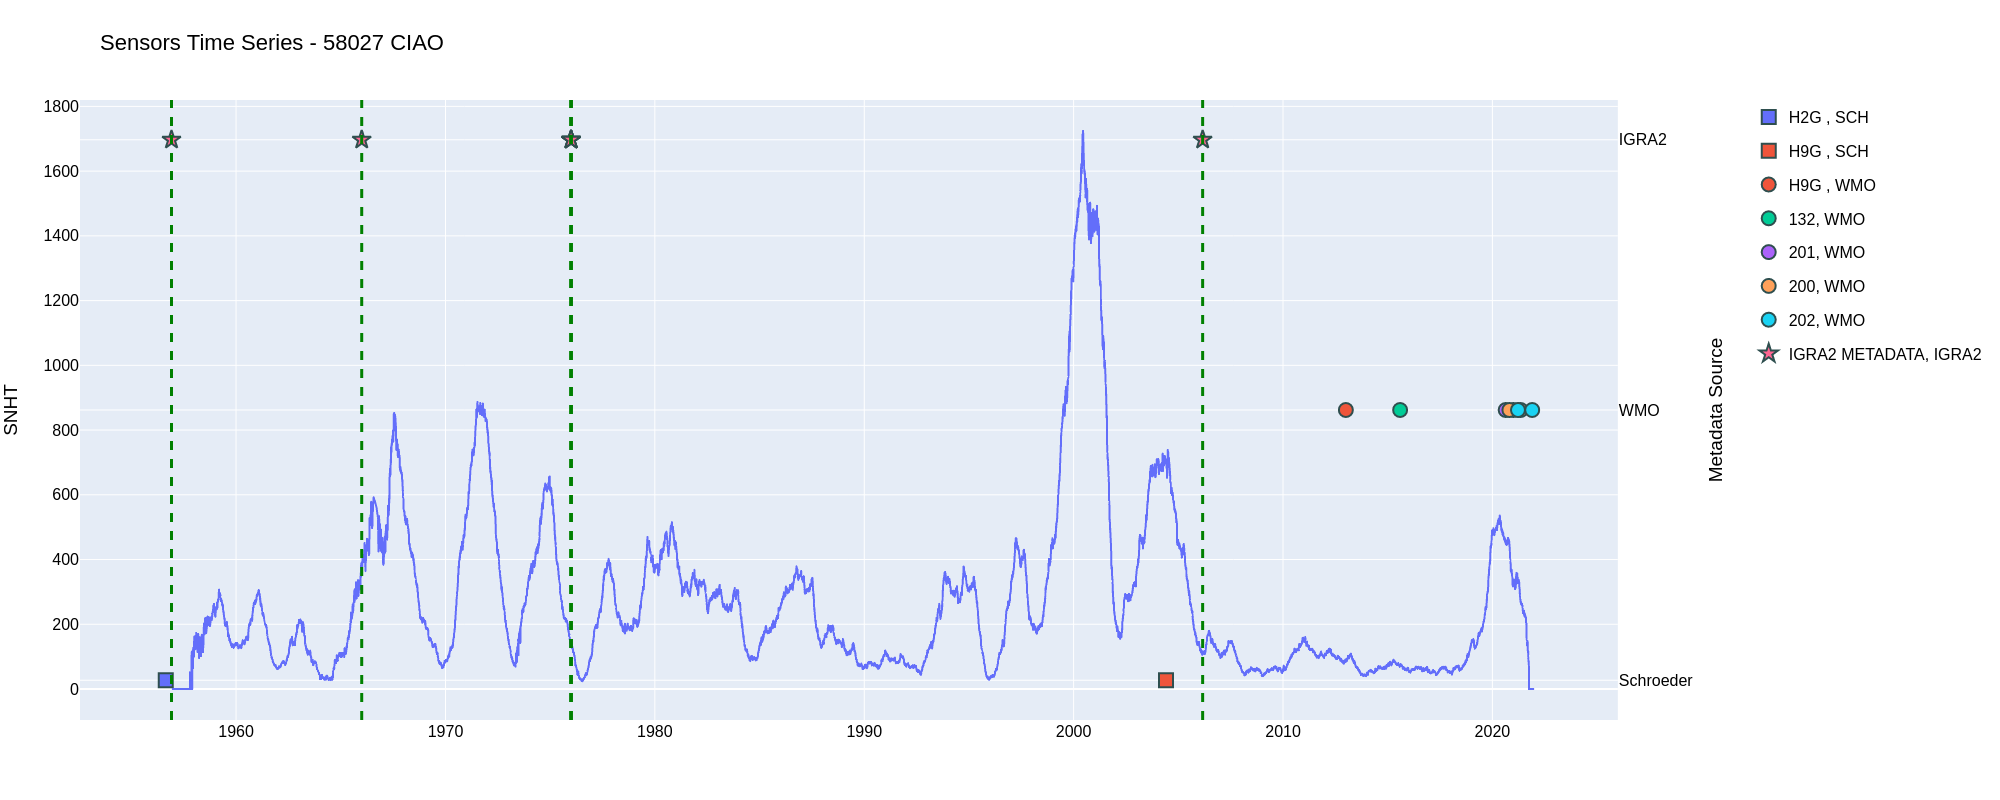 Sensors Time Series - 58027 CIAO
SNHT
1800
1600
1400
1200
1000
800
600
400
200
0
1960
1970
1980
1990
2000
2010
2020
IGRA2
WMO
Schroeder
Metadata Source
H2G , SCH
H9G , SCH
H9G , WMO
132, WMO
201, WMO
200, WMO
202, WMO
IGRA2 METADATA, IGRA2